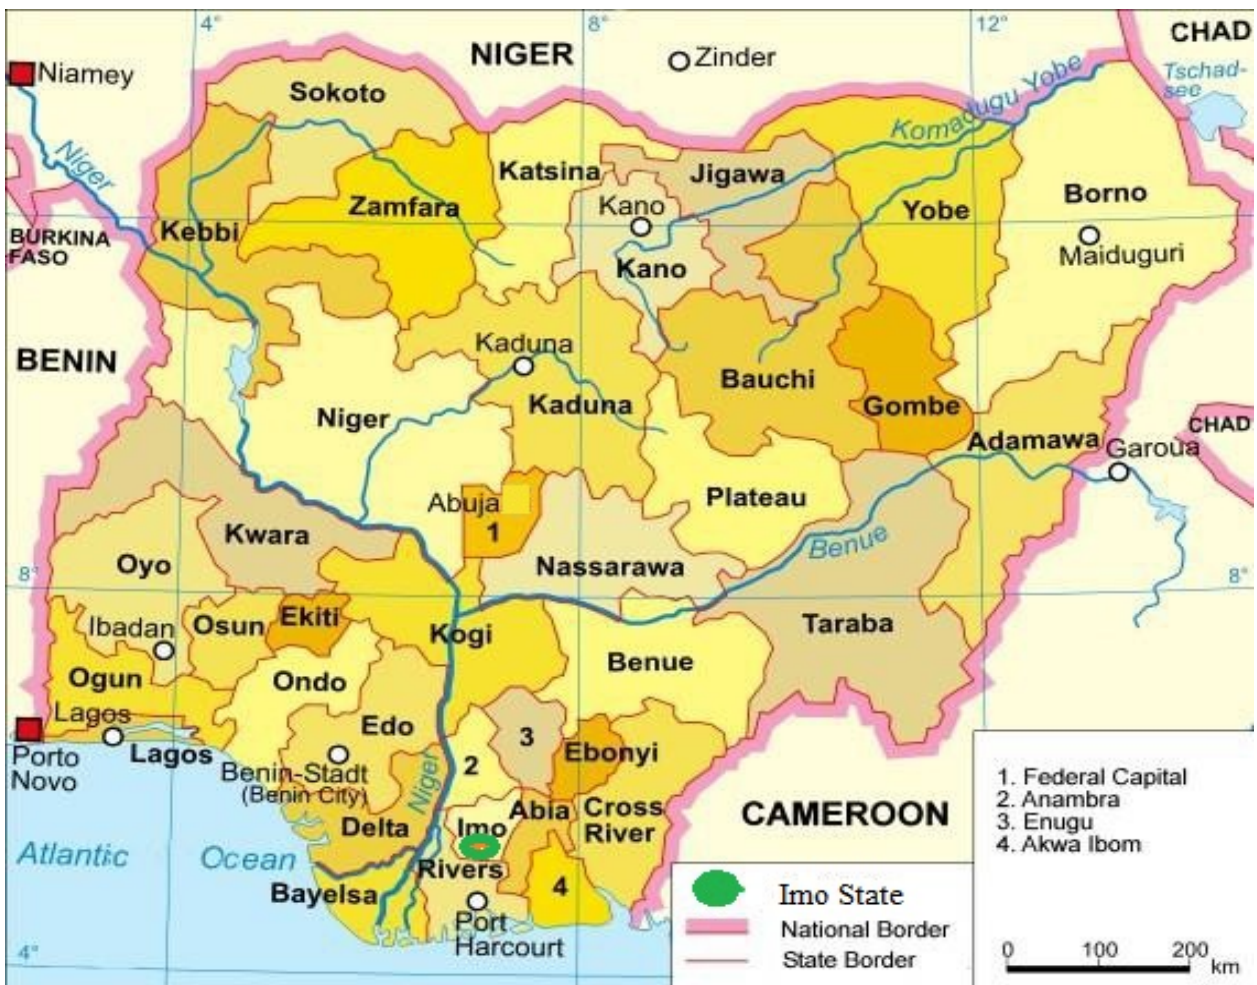 4°
8°
12°
NIGER
Zinder
CHAD
Tschad-
see
Niamey
Sokoto
Komadugu Yobe
Niger
Katsina
Jigawa
Zamfara
Kano
Yobe
Borno
Kebbi
BURKINA
FASO
Kano
Maiduguri
BENIN
Kaduna
Bauchi
Niger
Kaduna
Gombe
Adamawa
CHAD
Garoua
Abuja
1
Plateau
Kwara
Benue
Oyo
Nassarawa
8°
8°
Ibadan
Osun
Ekiti
Kogi
Taraba
Benue
Ogun
Ondo
Lagos
Edo
3
Ebonyi
Porto
Novo
Lagos
Benin-Stadt
(Benin City)
Niger
2
Abia
Cross
River
CAMEROON
Delta
Imo
Atlantic Ocean
Rivers
Bayelsa
4
Port
Harcourt
4°
1. Federal Capital
2. Anambra
3. Enugu
4. Akwa Ibom
Imo State
National Border
State Border
0 100 200
km